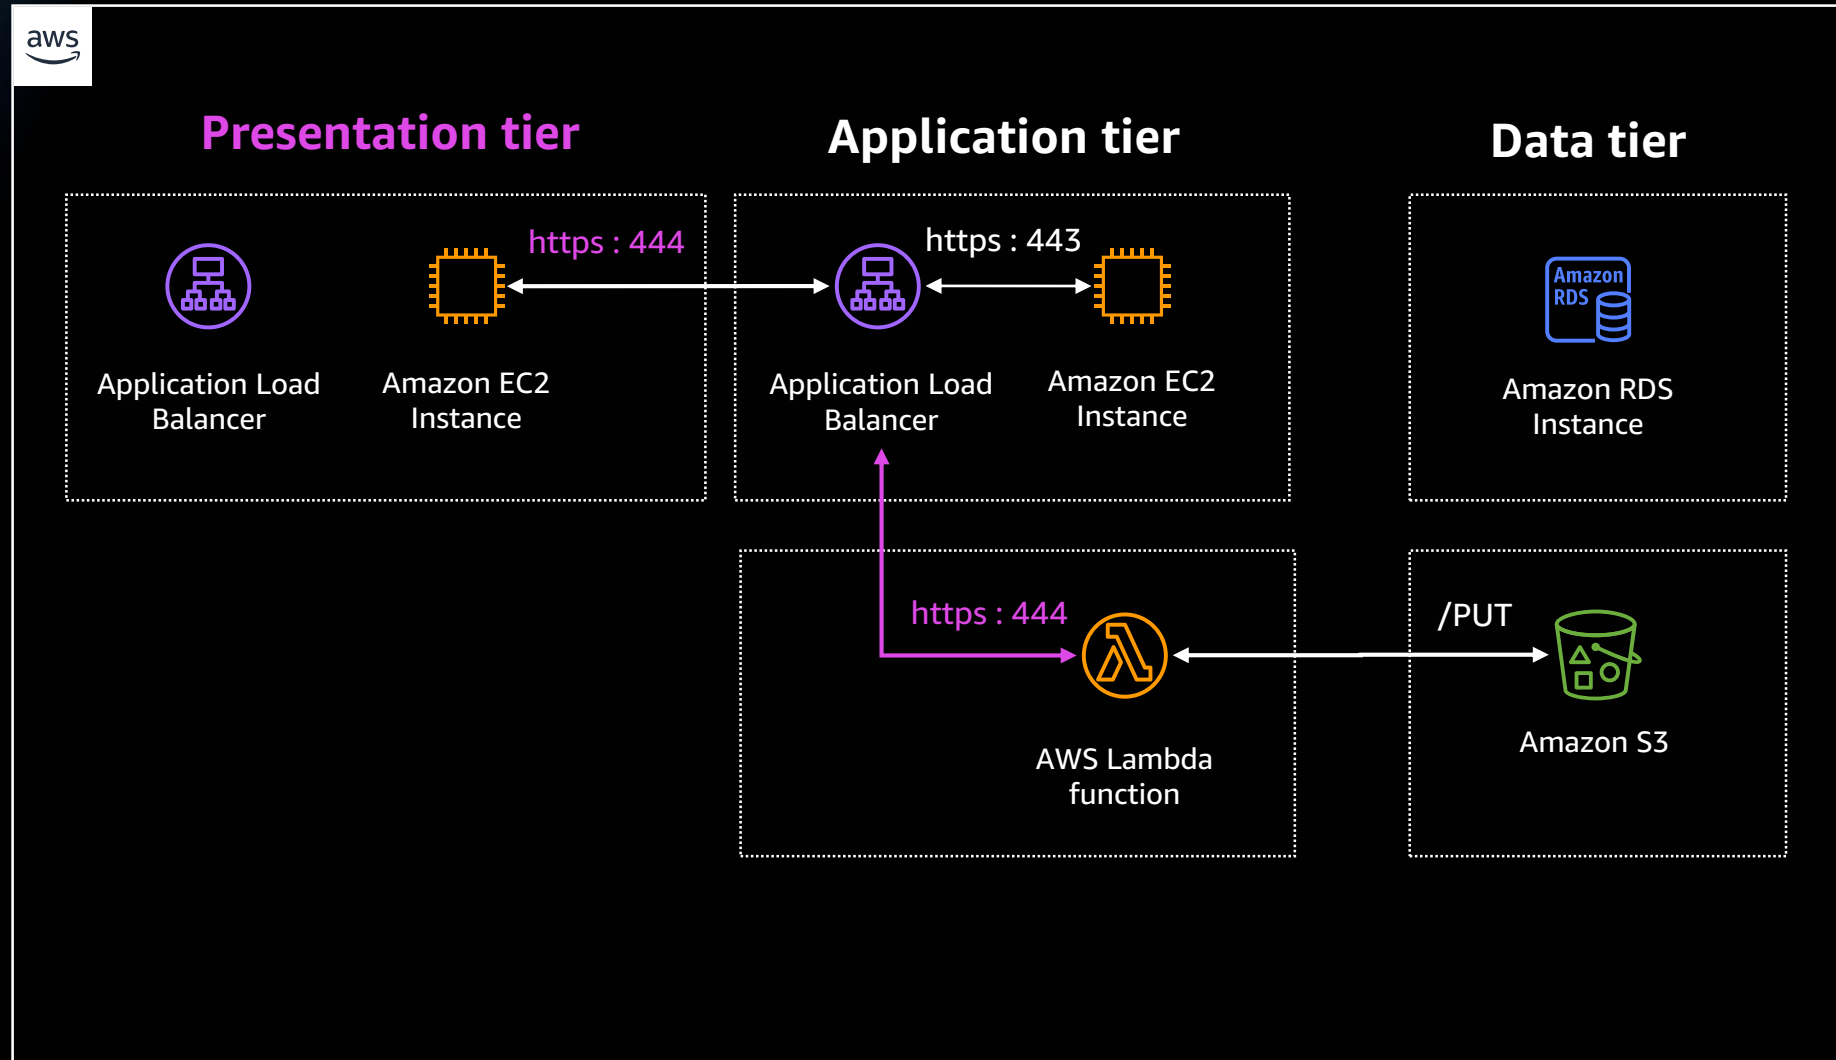 aws
Presentation tier
Application tier
Data tier
https : 444
https : 443
Amazon
RDS
Application Load
Balancer
Amazon EC2
Instance
Application Load
Balancer
Amazon EC2
Instance
Amazon RDS
Instance
https : 444
/PUT
AWS Lambda
function
Amazon S3